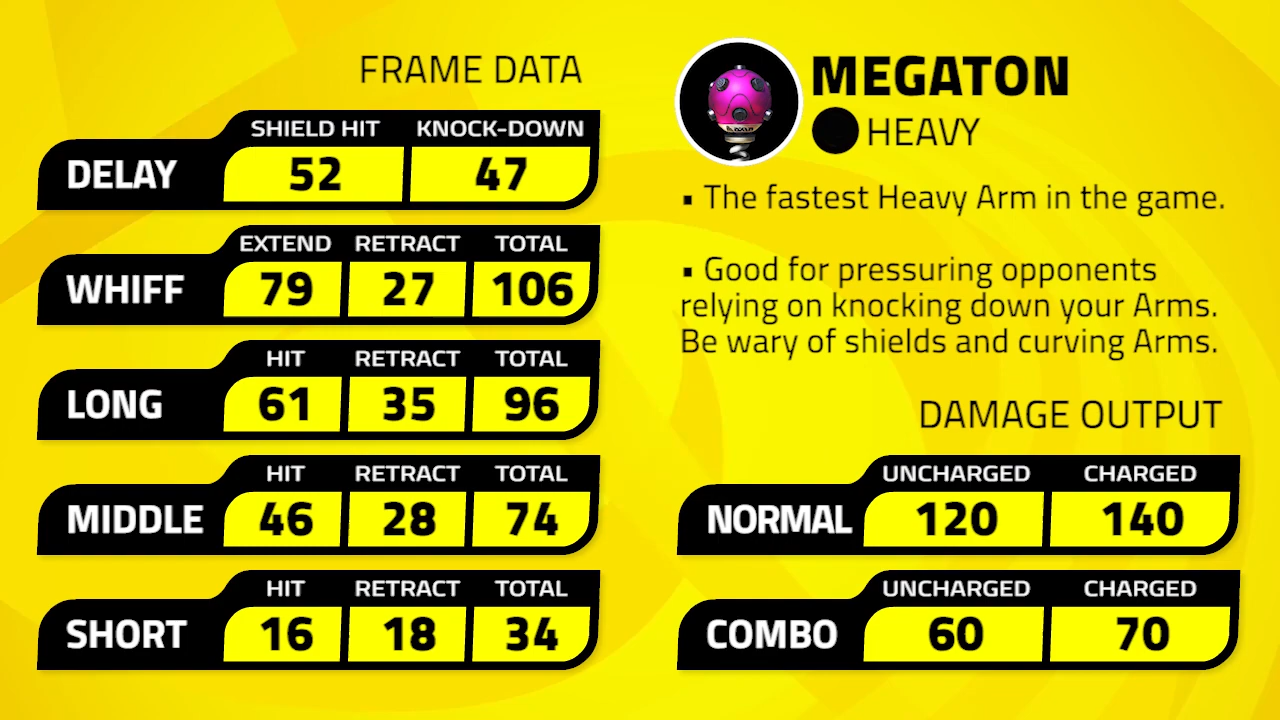 FRAME DATA
SHIELD HIT KNOCK-DOWN
DELAY 52 47
EXTEND RETRACT TOTAL
WHIFF 79 27 106
HIT RETRACT TOTAL
LONG 61 35 96
HIT RETRACT TOTAL
MIDDLE 46 28 74
HIT RETRACT TOTAL
SHORT 16 18 34
MEGATON
HEAVY
▪ The fastest Heavy Arm in the game.
▪ Good for pressuring opponents
relying on knocking down your Arms.
Be wary of shields and curving Arms.
DAMAGE OUTPUT
UNCHARGED CHARGED
NORMAL 120 140
UNCHARGED CHARGED
COMBO 60 70